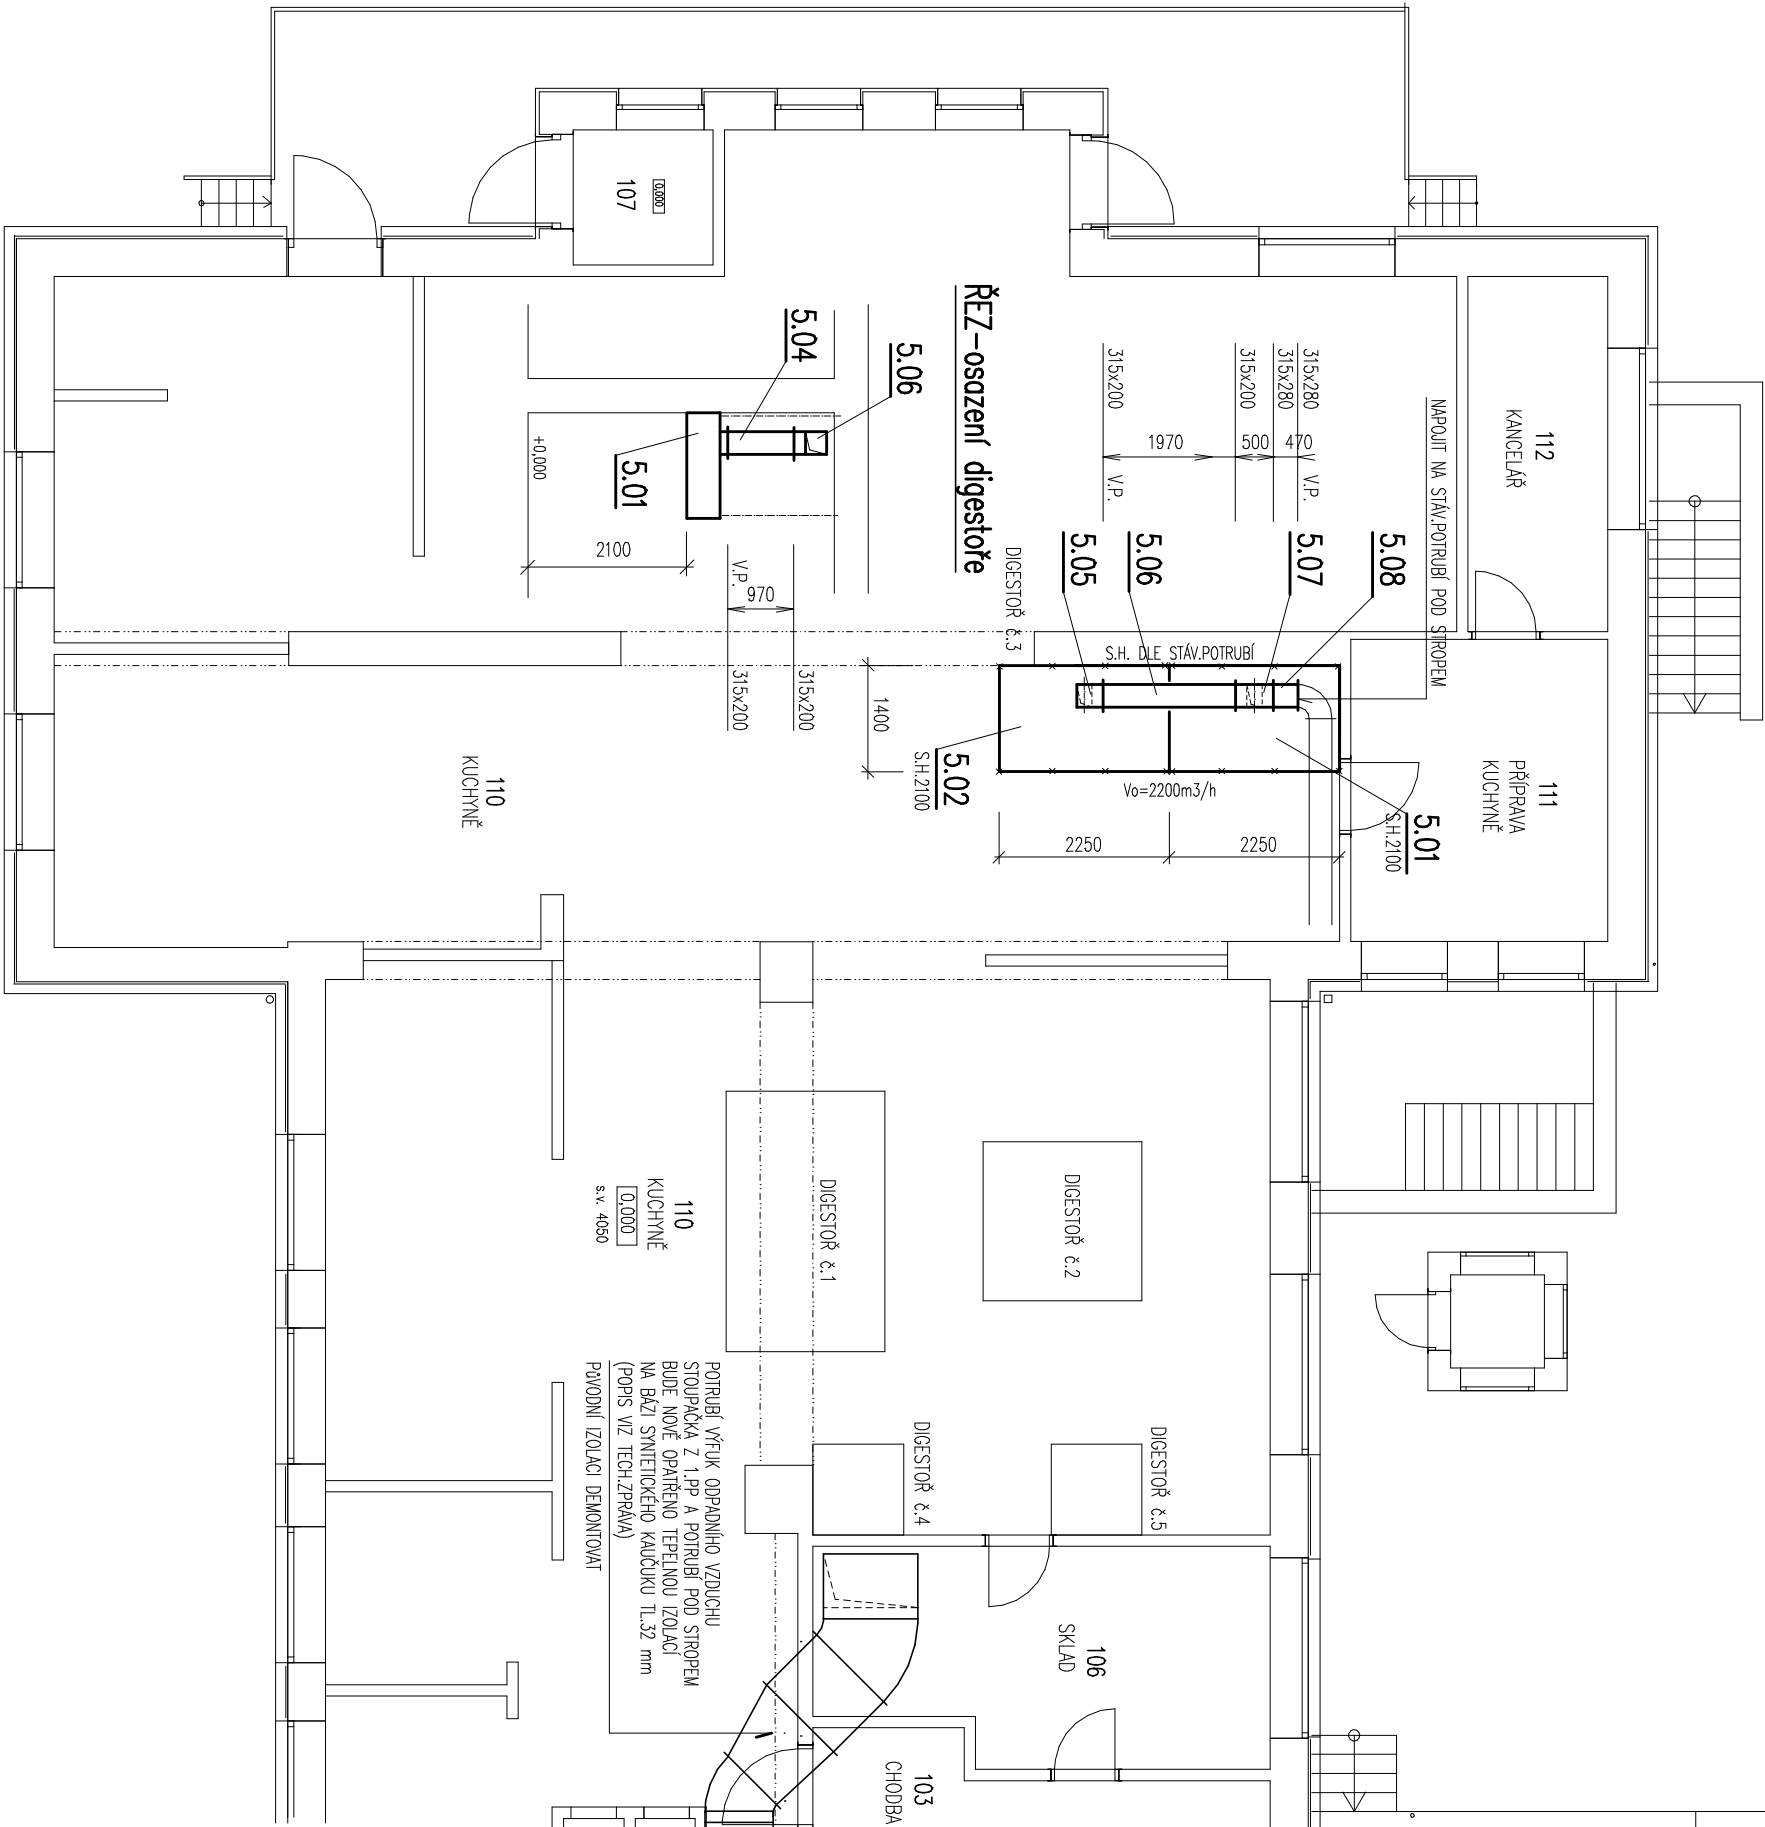 112
KANCELÁŘ
NAPOJIT NA STÁV.POTRUBÍ POD STROPEM
315x280
315x280
315x200
315x200
470
500
1970
V.P.
V.P.
5.08
5.07
5.06
5.05
DIGESTOŘ č.3
S.H. DLE STÁV.POTRUBÍ
111
PŘÍPRAVA
KUCHYNĚ
5.01
S.H.2100
Vo=2200m3/h
2250
2250
5.02
S.H.2100
1400
ŘEZ-osazení digestoře
5.06
5.04
5.01
+0,000
2100
V.P.
970
315x200
315x200
0,000
107
110
KUCHYNĚ
DIGESTOŘ č.2
DIGESTOŘ č.1
110
KUCHYNĚ
0,000
s.v. 4050
DIGESTOŘ č.5
DIGESTOŘ č.4
POTRUBÍ VÝFUK ODPADNÍHO VZDUCHU
STOUPAČKA Z 1.PP A POTRUBÍ POD STROPEM
BUDE NOVĚ OPATŘENO TEPELNOU IZOLACÍ
NA BÁZI SYNTETICKÉHO KAUČUKU TL.32 mm
(POPIS VIZ TECH.ZPRÁVA)
PŮVODNÍ IZOLACI DEMONTOVAT
106
SKLAD
103
CHODBA